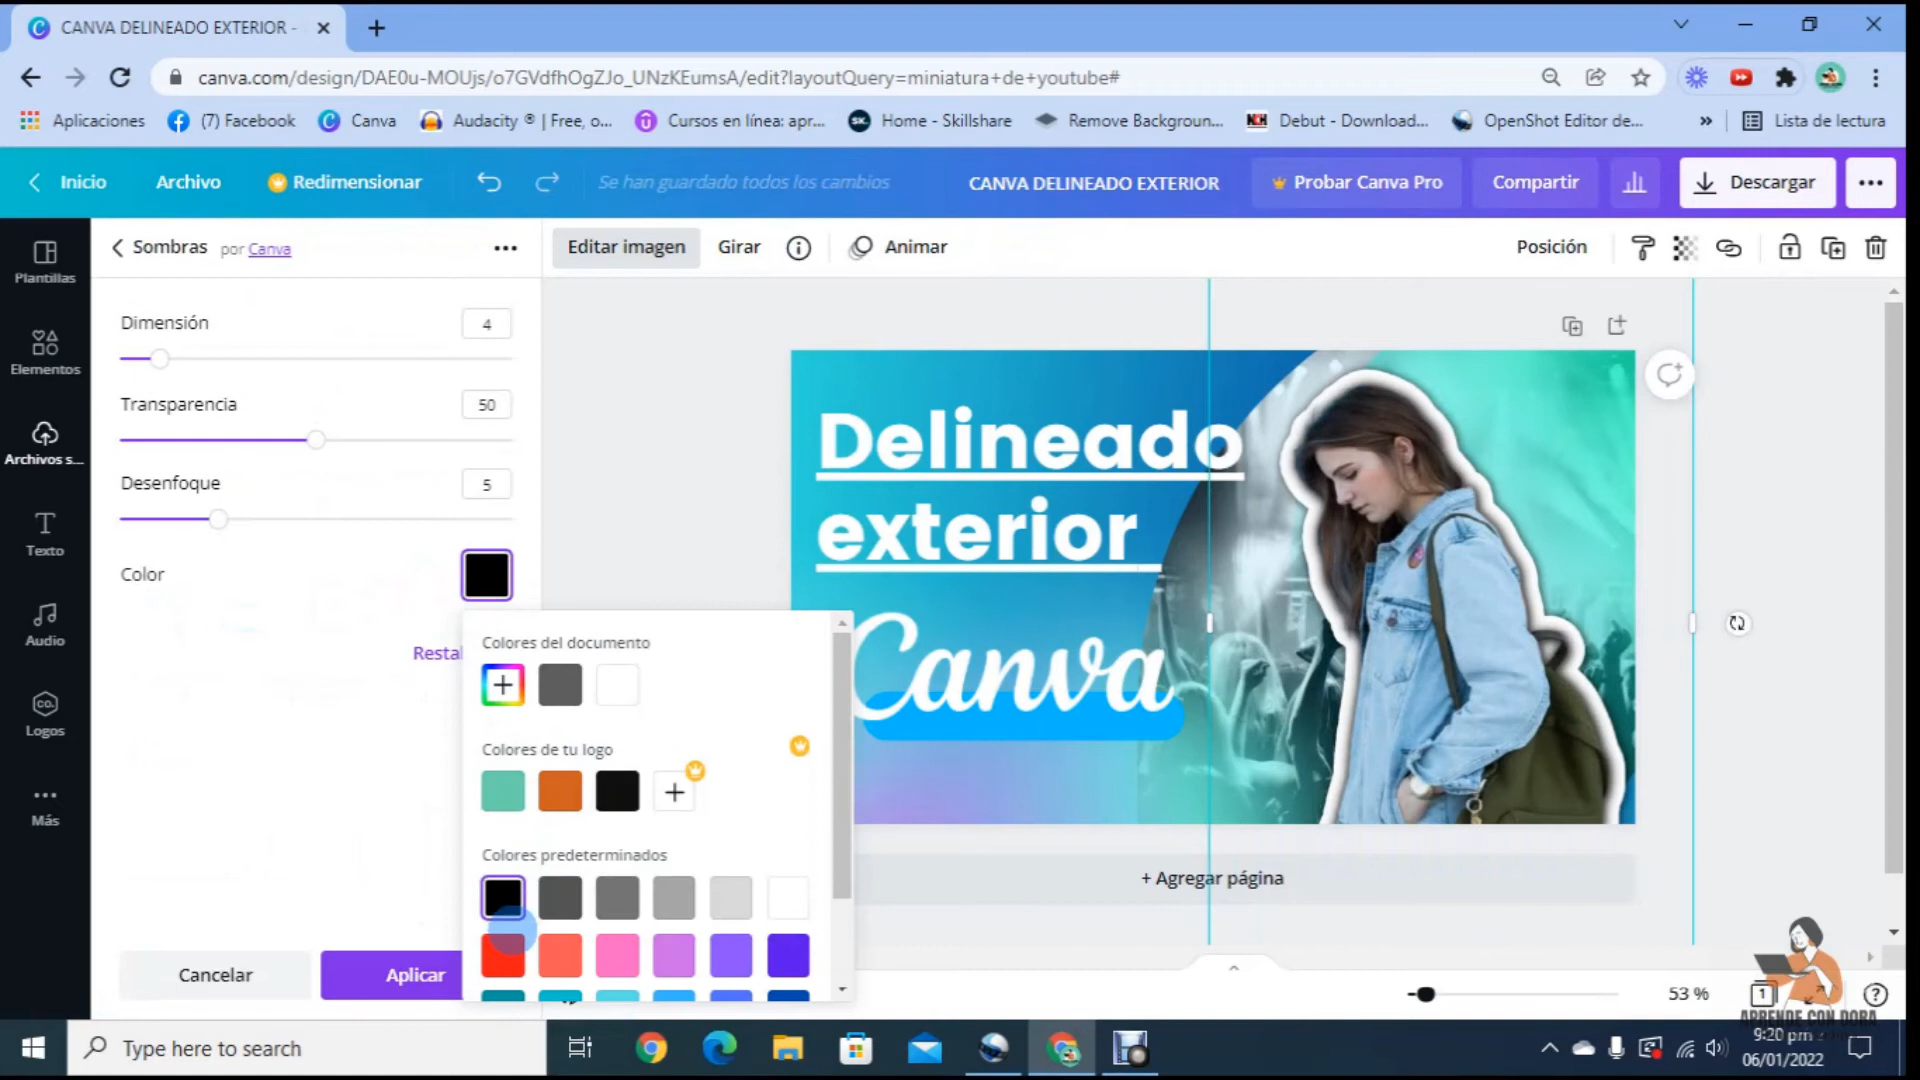 CANVA DELINEADO EXTERIOR -
canva.com/design/DAE0u-MOUjs/o7GVdfhOgZJo_UNzKEumsA/edit?layoutQuery=miniatura+de+youtube#
Aplicaciones (7) Facebook Canva Audacity ® | Free, o... Cursos en línea: apr... Home - Skillshare Remove Backgroun... Debut - Download... OpenShot Editor de... » Lista de lectura
Inicio Archivo Redimensionar Se han guardado todos los cambios CANVA DELINEADO EXTERIOR Probar Canva Pro Compartir Descargar
Sombras por Canva
Editar imagen Girar Animar Posición
Plantillas
Elementos
Archivos s...
Texto
Audio
Logos
Más
Dimensión 4
Transparencia 50
Desenfoque 5
Color
Restal
Colores del documento
Colores de tu logo
Colores predeterminados
Cancelar Aplicar
Delineado
exterior
Canva
+ Agregar página
53 %
1
APRENDE CON DORA
Type here to search
9:20 pm
06/01/2022